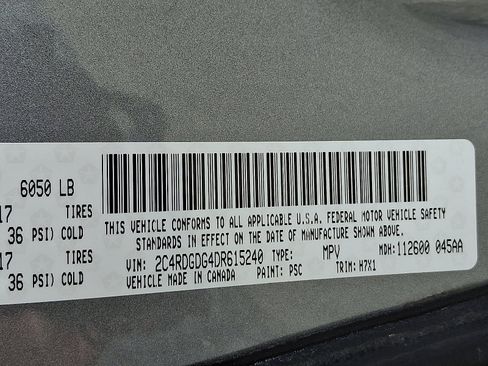 6050 LB
17 TIRES
36 PSI) COLD
17 TIRES
36 PSI) COLD
THIS VEHICLE CONFORMS TO ALL APPLICABLE U.S.A. FEDERAL MOTOR VEHICLE SAFETY
STANDARDS IN EFFECT ON THE DATE OF MANUFACTURE SHOWN ABOVE.
VIN: 2C4RDGDG4DR615240 TYPE: MPV MDH: 112600 045AA
VEHICLE MADE IN CANADA PAINT: PSC TRIM: H7X1